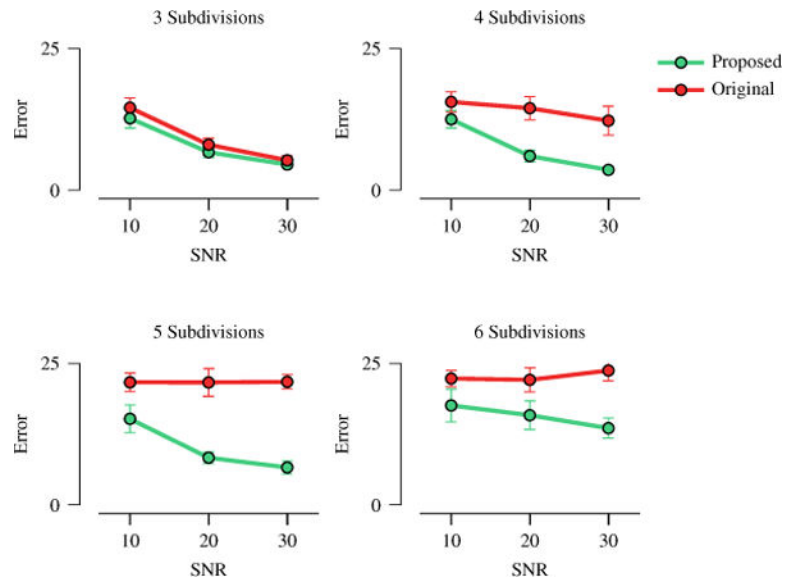 3 Subdivisions
25
Error
0
10 20 30
SNR
4 Subdivisions
25
Error
0
10 20 30
SNR
Proposed
Original
5 Subdivisions
25
Error
0
10 20 30
SNR
6 Subdivisions
25
Error
0
10 20 30
SNR